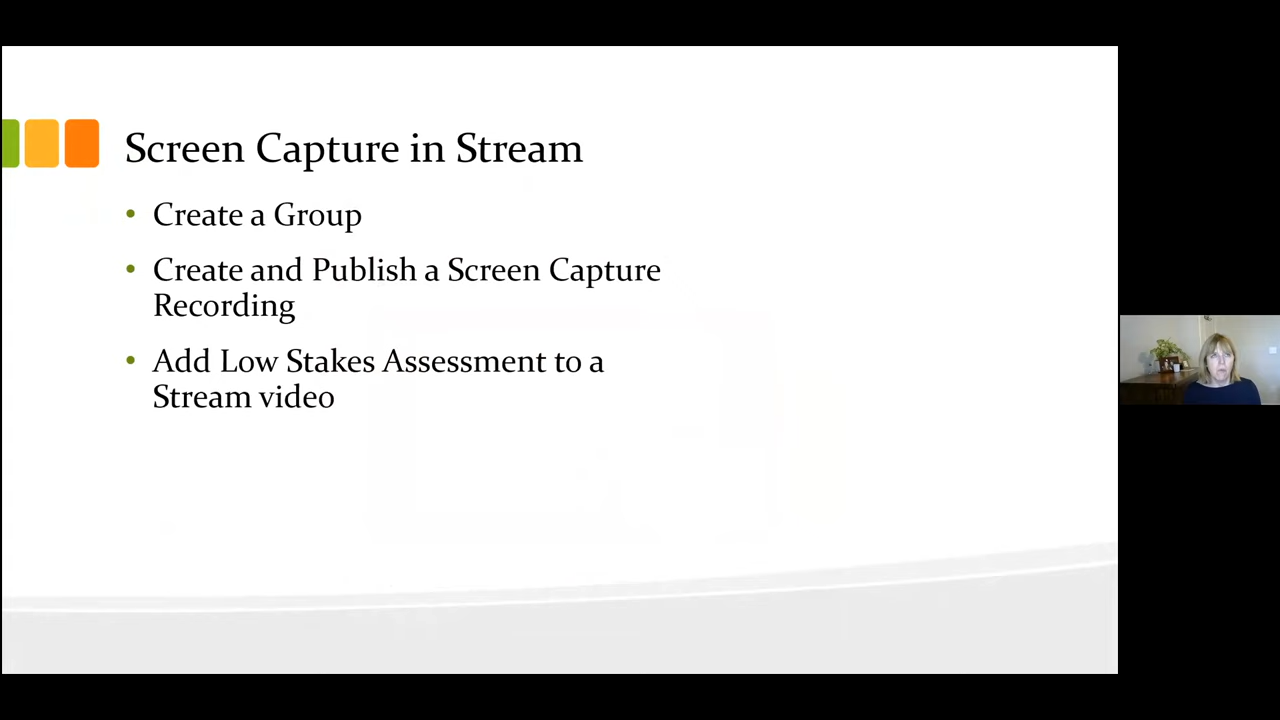 Screen Capture in Stream
• Create a Group
• Create and Publish a Screen Capture
Recording
• Add Low Stakes Assessment to a
Stream video